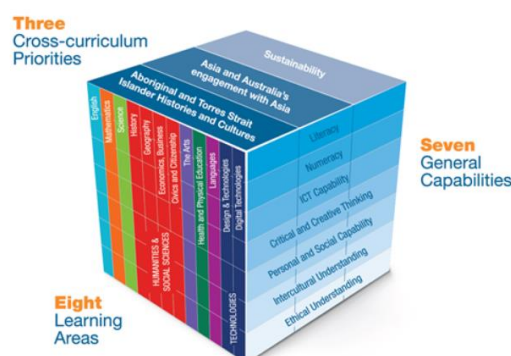 Three
Cross-curriculum
Priorities
Sustainability
Asia and Australia's
engagement with Asia
Aboriginal and Torres Strait
Islander Histories and Cultures
English
Mathematics
Science
History
Geography
Economics, Business
Civics and Citizenship
HUMANITIES &
SOCIAL SCIENCES
The Arts
Health and Physical Education
Languages
Design & Technologies
Digital Technologies
TECHNOLOGIES
Literacy
Numeracy
ICT Capability
Critical and Creative Thinking
Personal and Social Capability
Intercultural Understanding
Ethical Understanding
Seven
General
Capabilities
Eight
Learning
Areas